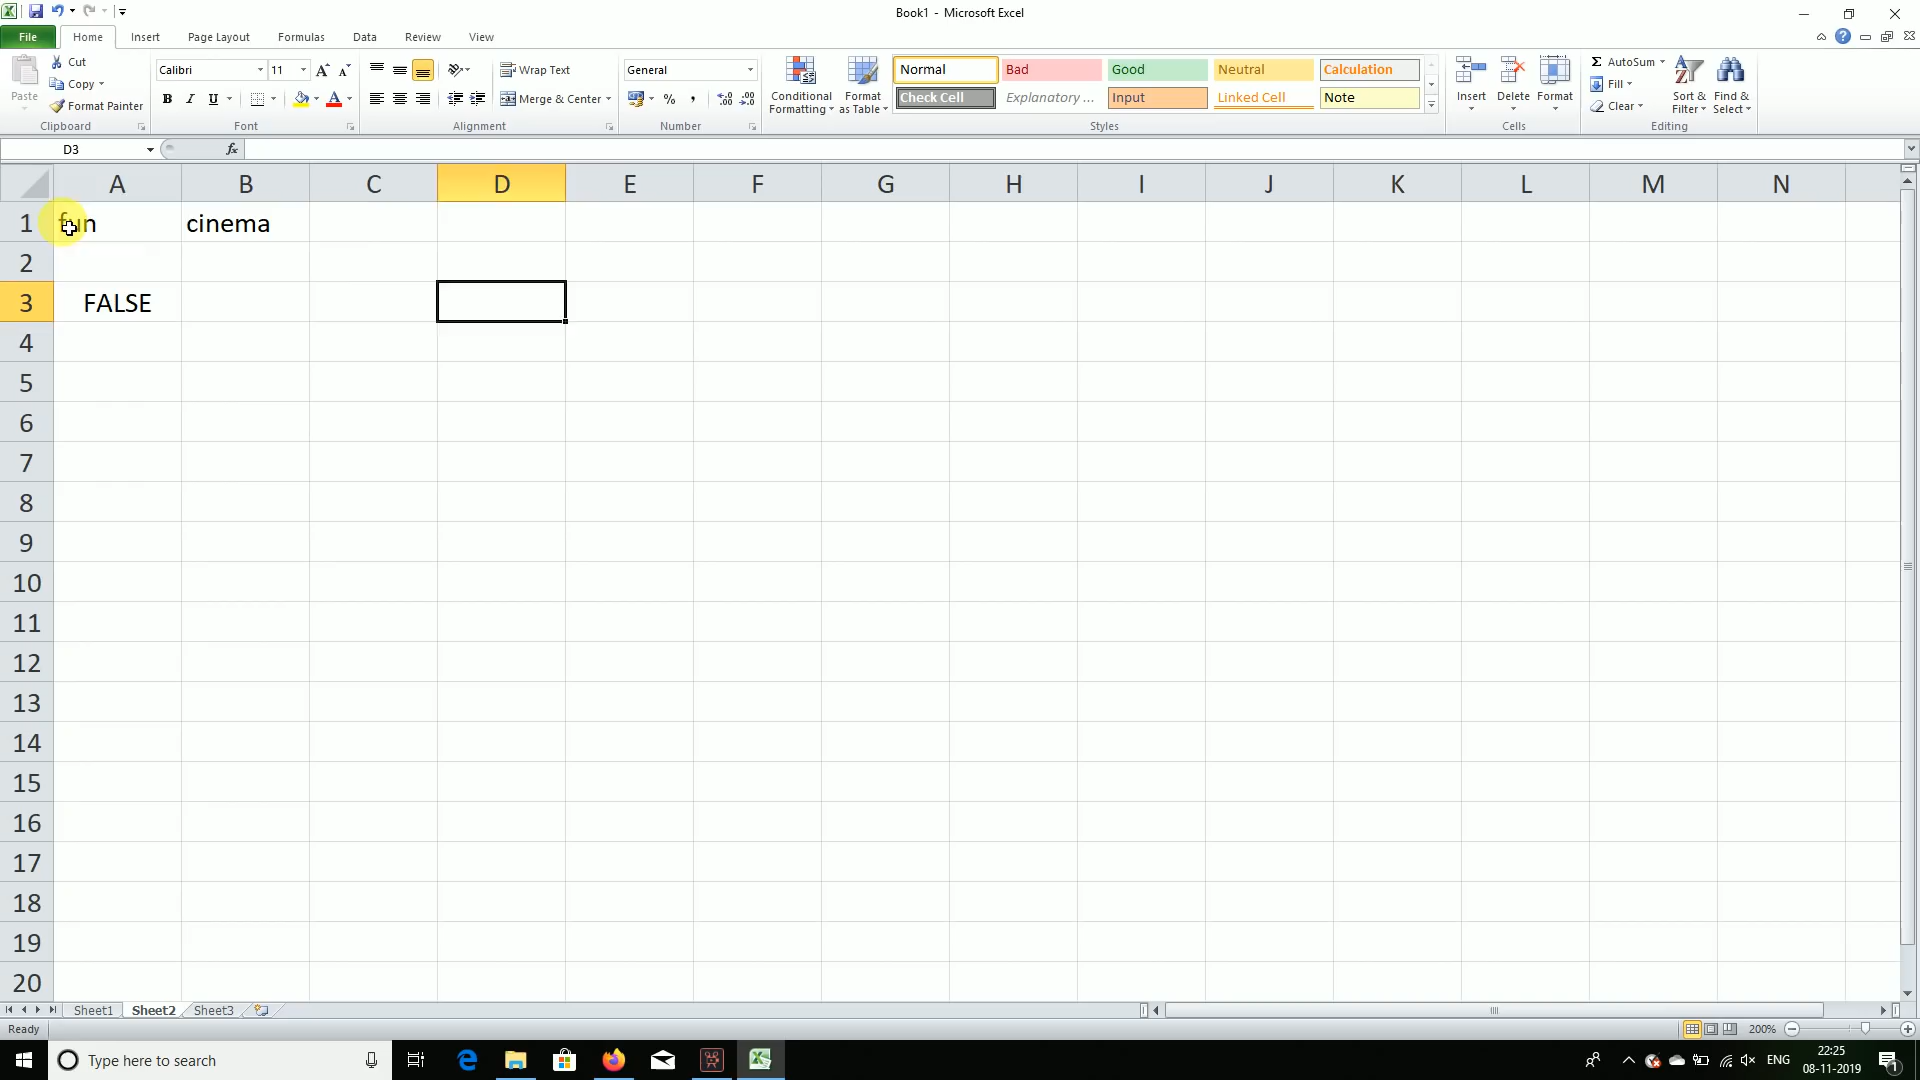 Book1 - Microsoft Excel
File Home Insert Page Layout Formulas Data Review View
Paste
Cut
Copy
Format Painter
Clipboard
Calibri 11
B I U
Font
Wrap Text
Merge & Center
Alignment
General
% ,
Number
Conditional Formatting
Format as Table
Normal Bad Good Neutral Calculation
Check Cell Explanatory ... Input Linked Cell Note
Styles
Insert Delete Format
Cells
AutoSum
Fill
Clear
Sort & Filter
Find & Select
Editing
D3 fx
A B C D E F G H I J K L M N
1 fun cinema
2
3 FALSE
4
5
6
7
8
9
10
11
12
13
14
15
16
17
18
19
20
Sheet1 Sheet2 Sheet3
Ready 200%
Type here to search
ENG
22:25
08-11-2019
1